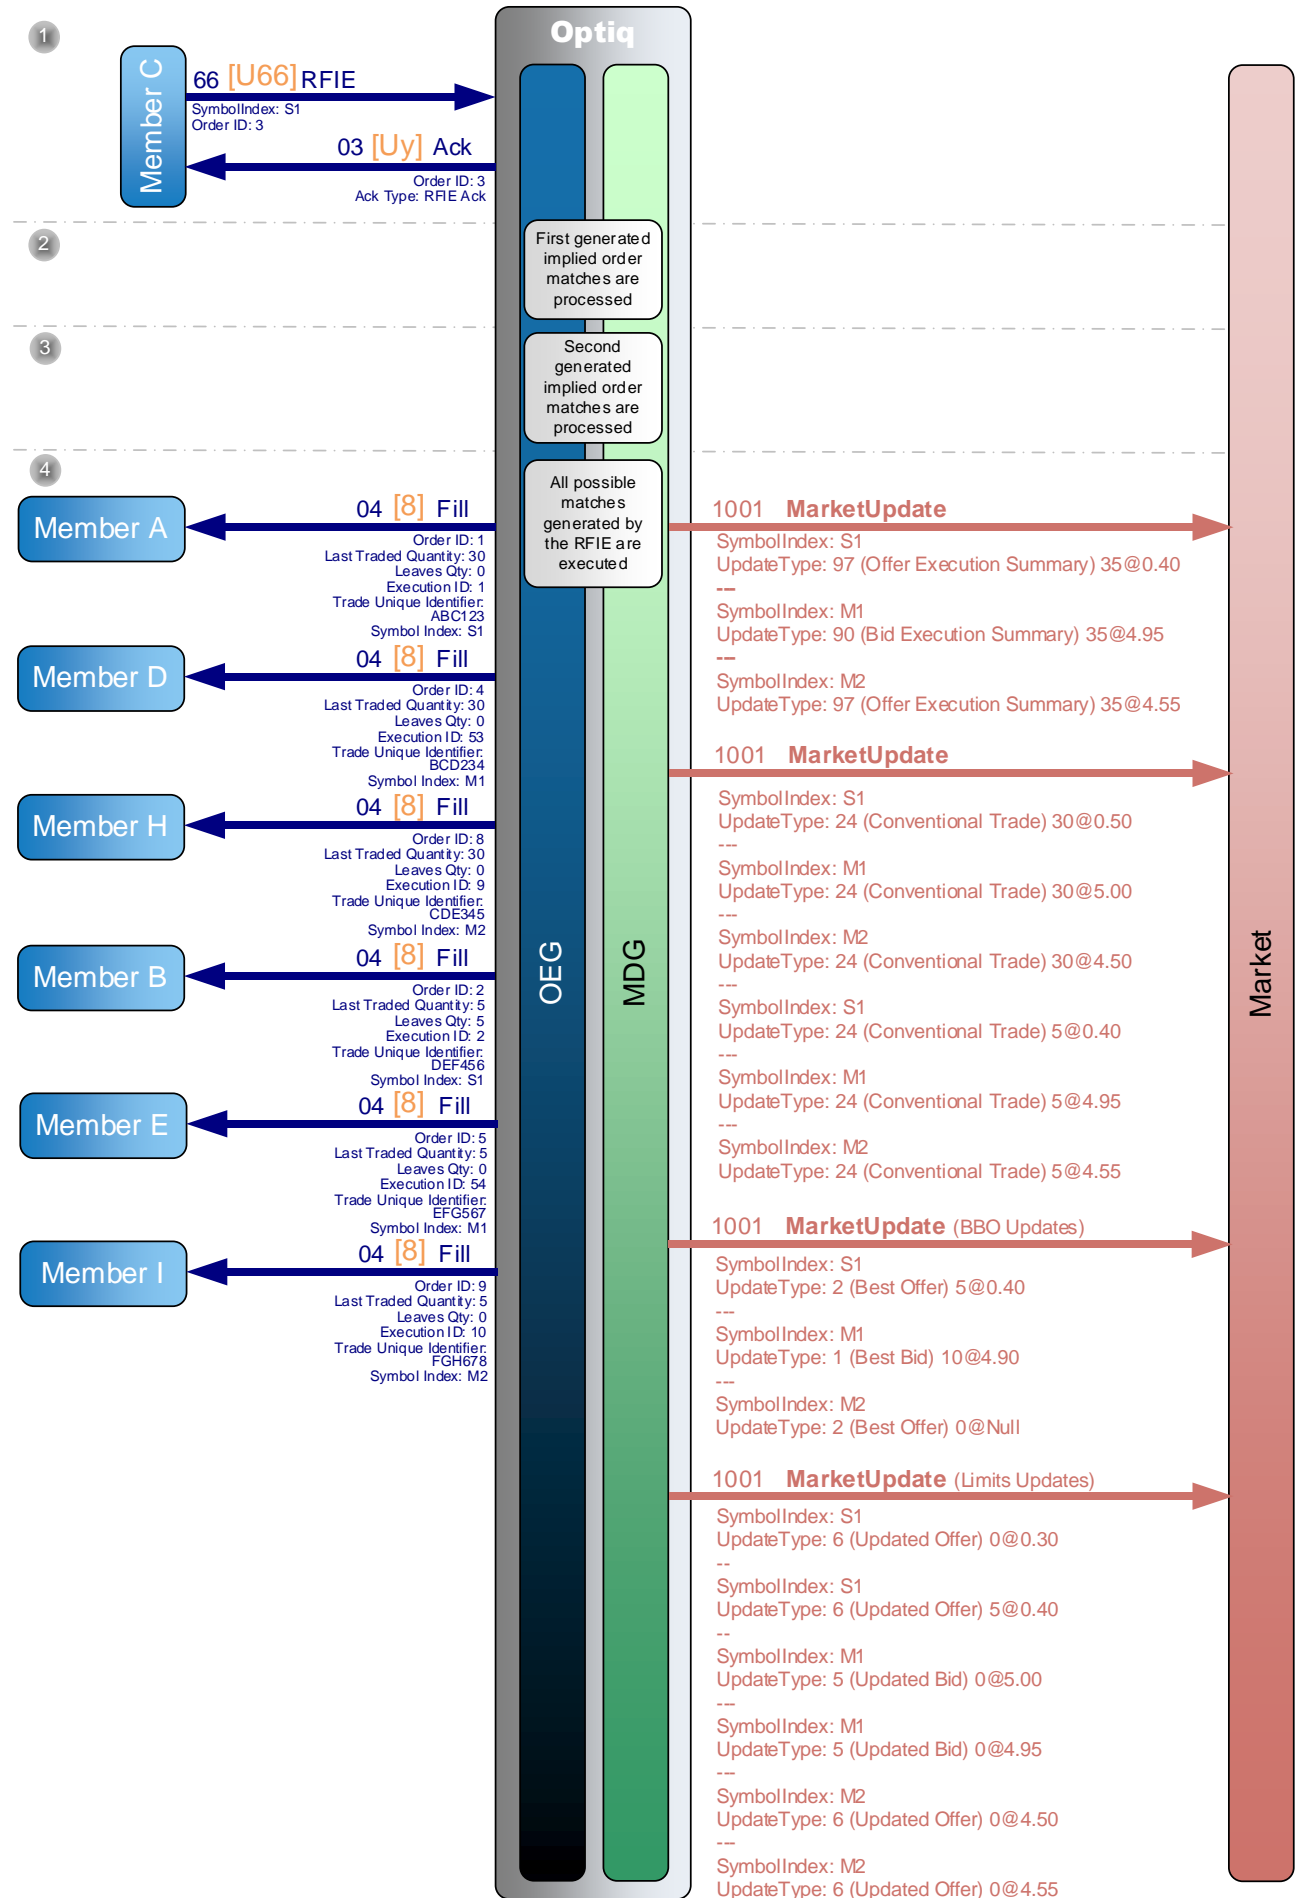 Optiq
1
Member C
66 [U66] RFIE
SymbolIndex: S1
Order ID: 3
03 [Uy] Ack
Order ID: 3
Ack Type: RFIE Ack
2
First generated
implied order
matches are
processed
3
Second
generated
implied order
matches are
processed
4
All possible
matches
generated by
the RFIE are
executed
Member A
04 [8] Fill
Order ID: 1
Last Traded Quantity: 30
Leaves Qty: 0
Execution ID: 1
Trade Unique Identifier:
ABC123
Symbol Index: S1
Member D
04 [8] Fill
Order ID: 4
Last Traded Quantity: 30
Leaves Qty: 0
Execution ID: 53
Trade Unique Identifier:
BCD234
Symbol Index: M1
Member H
04 [8] Fill
Order ID: 8
Last Traded Quantity: 30
Leaves Qty: 0
Execution ID: 9
Trade Unique Identifier:
CDE345
Symbol Index: M2
Member B
04 [8] Fill
Order ID: 2
Last Traded Quantity: 5
Leaves Qty: 5
Execution ID: 2
Trade Unique Identifier:
DEF456
Symbol Index: S1
Member E
04 [8] Fill
Order ID: 5
Last Traded Quantity: 5
Leaves Qty: 0
Execution ID: 54
Trade Unique Identifier:
EFG567
Symbol Index: M1
Member I
04 [8] Fill
Order ID: 9
Last Traded Quantity: 5
Leaves Qty: 0
Execution ID: 10
Trade Unique Identifier:
FGH678
Symbol Index: M2
OEG
MDG
1001 MarketUpdate
SymbolIndex: S1
UpdateType: 97 (Offer Execution Summary) 35@0.40
---
SymbolIndex: M1
UpdateType: 90 (Bid Execution Summary) 35@4.95
---
SymbolIndex: M2
UpdateType: 97 (Offer Execution Summary) 35@4.55
1001 MarketUpdate
SymbolIndex: S1
UpdateType: 24 (Conventional Trade) 30@0.50
---
SymbolIndex: M1
UpdateType: 24 (Conventional Trade) 30@5.00
---
SymbolIndex: M2
UpdateType: 24 (Conventional Trade) 30@4.50
---
SymbolIndex: S1
UpdateType: 24 (Conventional Trade) 5@0.40
---
SymbolIndex: M1
UpdateType: 24 (Conventional Trade) 5@4.95
---
SymbolIndex: M2
UpdateType: 24 (Conventional Trade) 5@4.55
1001 MarketUpdate (BBO Updates)
SymbolIndex: S1
UpdateType: 2 (Best Offer) 5@0.40
---
SymbolIndex: M1
UpdateType: 1 (Best Bid) 10@4.90
---
SymbolIndex: M2
UpdateType: 2 (Best Offer) 0@Null
1001 MarketUpdate (Limits Updates)
SymbolIndex: S1
UpdateType: 6 (Updated Offer) 0@0.30
--
SymbolIndex: S1
UpdateType: 6 (Updated Offer) 5@0.40
--
SymbolIndex: M1
UpdateType: 5 (Updated Bid) 0@5.00
---
SymbolIndex: M1
UpdateType: 5 (Updated Bid) 0@4.95
---
SymbolIndex: M2
UpdateType: 6 (Updated Offer) 0@4.50
---
SymbolIndex: M2
UpdateType: 6 (Updated Offer) 0@4.55
Market